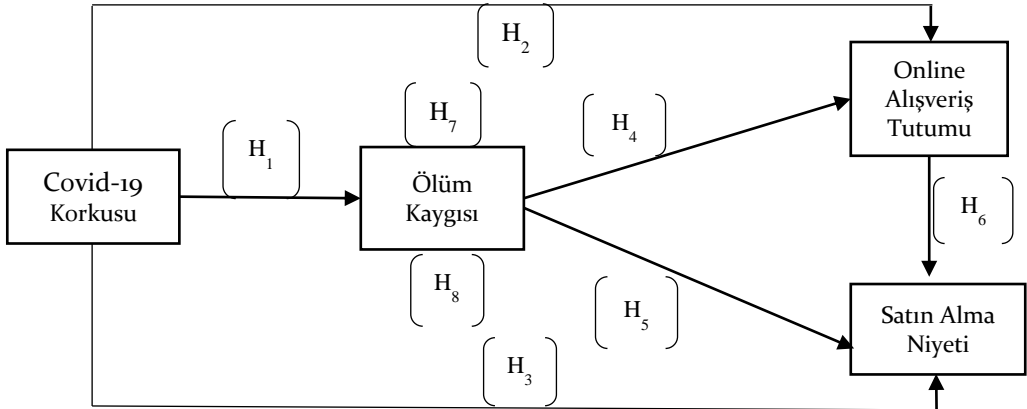 H2
Online
Alışveriş
Tutumu
H7
H4
H1
Covid-19
Korkusu
Ölüm
Kaygısı
H6
H8
H5
Satın Alma
Niyeti
H3